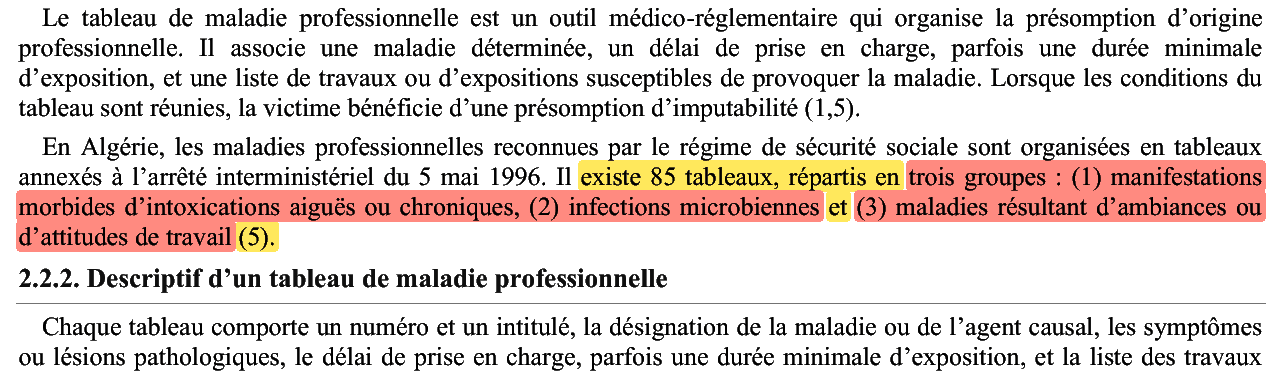 Le tableau de maladie professionnelle est un outil médico-réglementaire qui organise la présomption d’origine
professionnelle. Il associe une maladie déterminée, un délai de prise en charge, parfois une durée minimale
d’exposition, et une liste de travaux ou d’expositions susceptibles de provoquer la maladie. Lorsque les conditions du
tableau sont réunies, la victime bénéficie d’une présomption d’imputabilité (1,5).
En Algérie, les maladies professionnelles reconnues par le régime de sécurité sociale sont organisées en tableaux
annexés à l’arrêté interministériel du 5 mai 1996. Il existe 85 tableaux, répartis en trois groupes : (1) manifestations
morbides d’intoxications aiguës ou chroniques, (2) infections microbiennes et (3) maladies résultant d’ambiances ou
d’attitudes de travail (5).
2.2.2. Descriptif d’un tableau de maladie professionnelle
Chaque tableau comporte un numéro et un intitulé, la désignation de la maladie ou de l’agent causal, les symptômes
ou lésions pathologiques, le délai de prise en charge, parfois une durée minimale d’exposition, et la liste des travaux